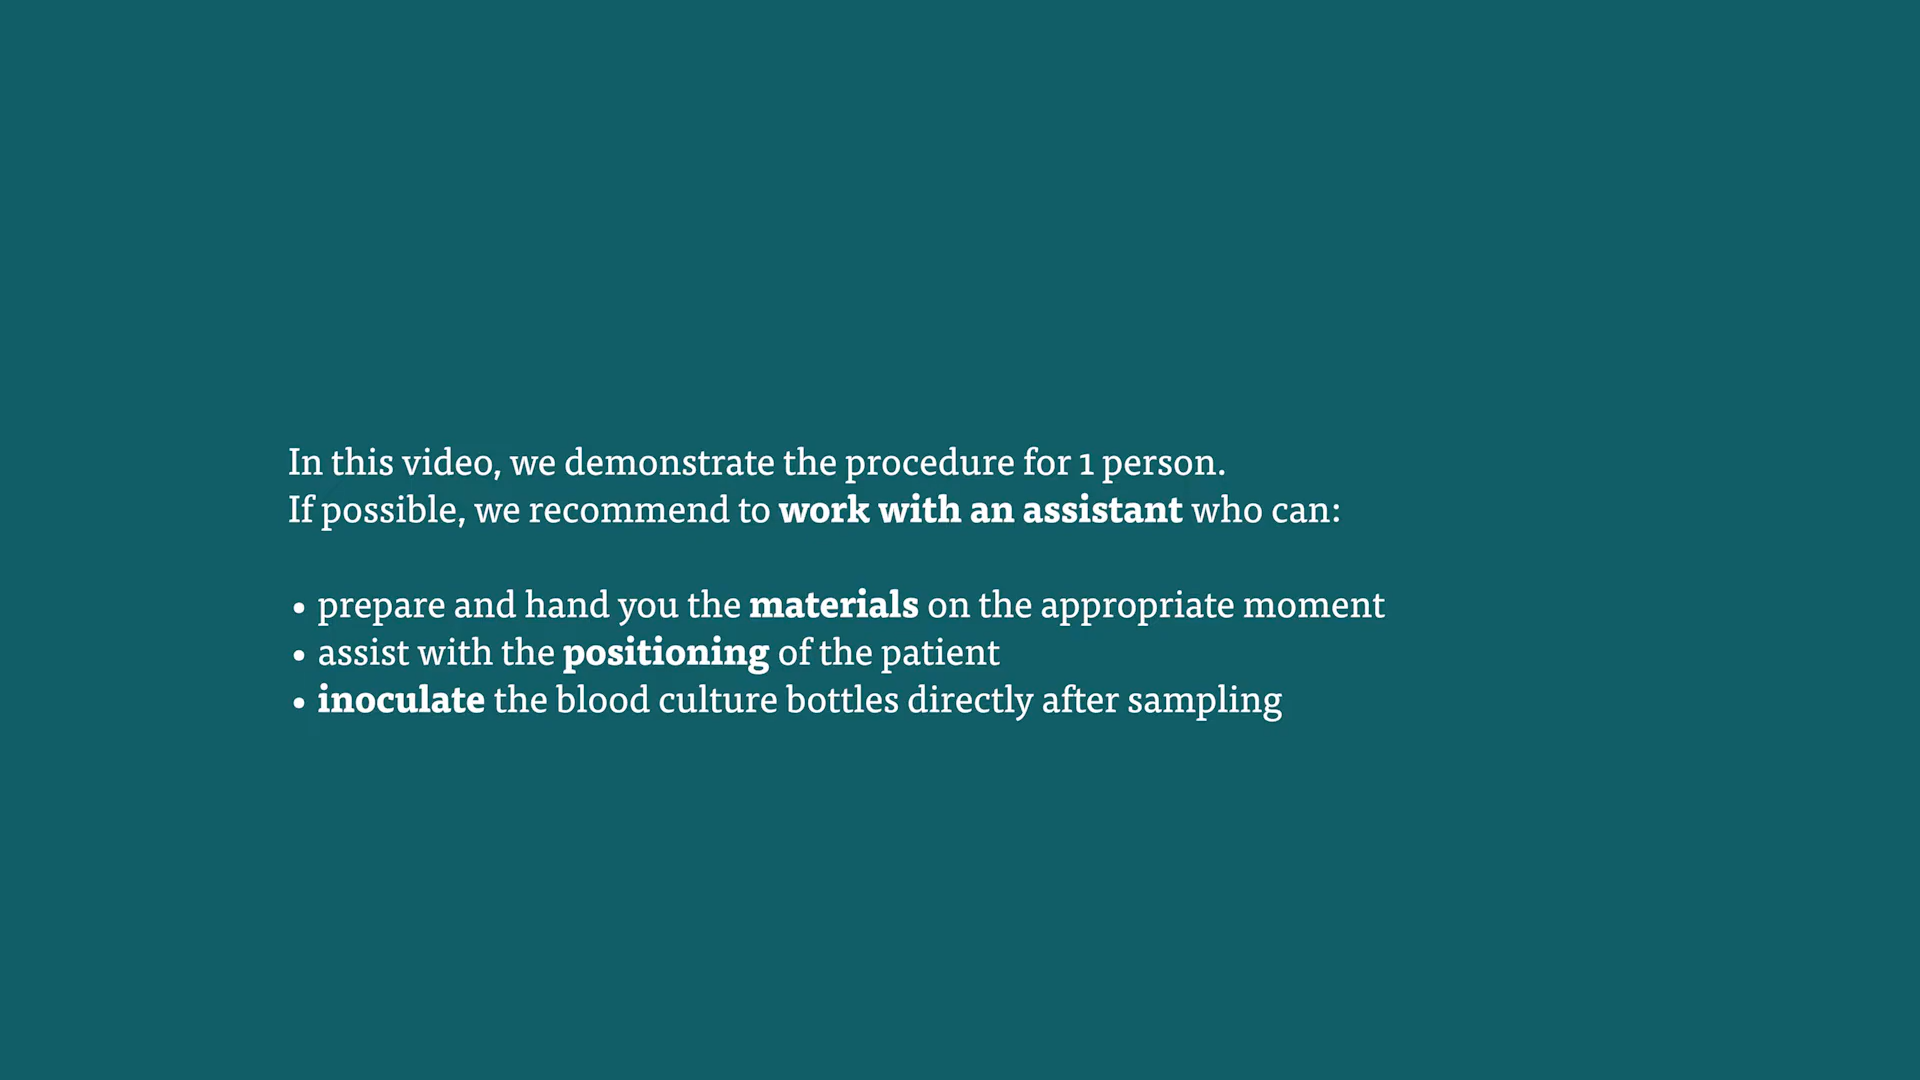 In this video, we demonstrate the procedure for 1 person.
If possible, we recommend to work with an assistant who can:
• prepare and hand you the materials on the appropriate moment
• assist with the positioning of the patient
• inoculate the blood culture bottles directly after sampling